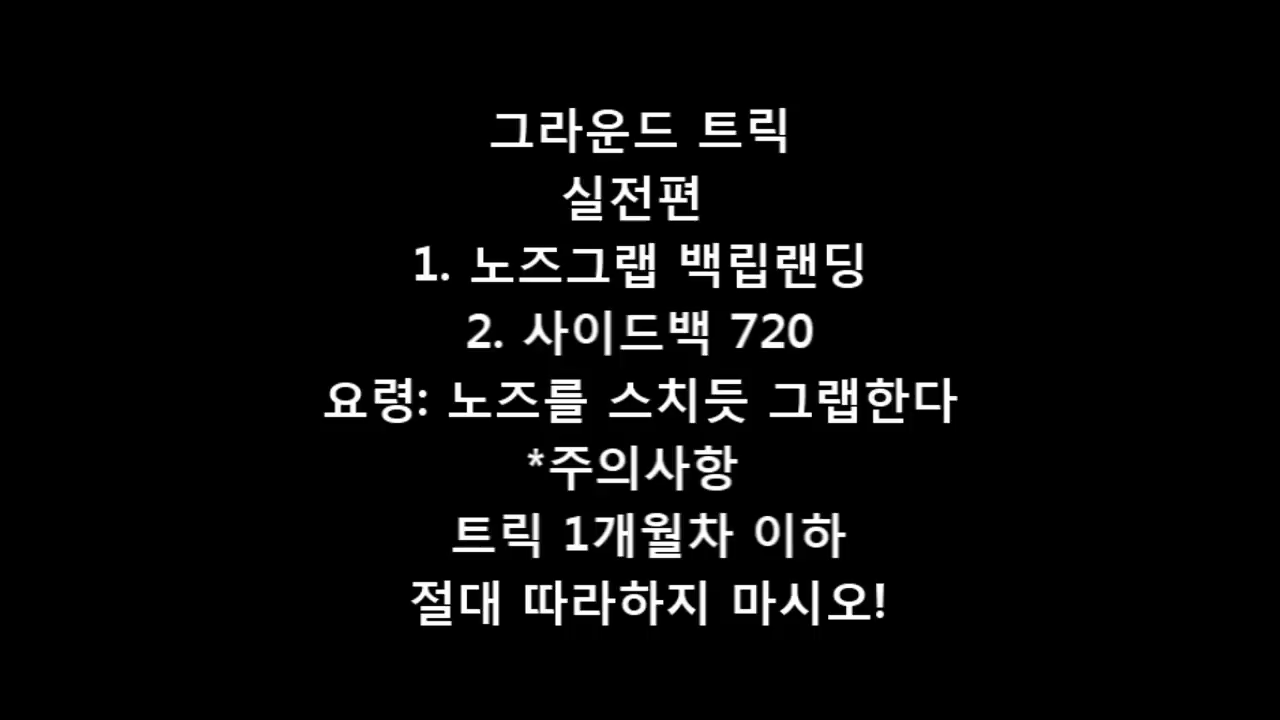 그라운드 트릭
실전편
1. 노즈그랩 백립랜딩
2. 사이드백 720
요령: 노즈를 스치듯 그랩한다
*주의사항
트릭 1개월차 이하
절대 따라하지 마시오!